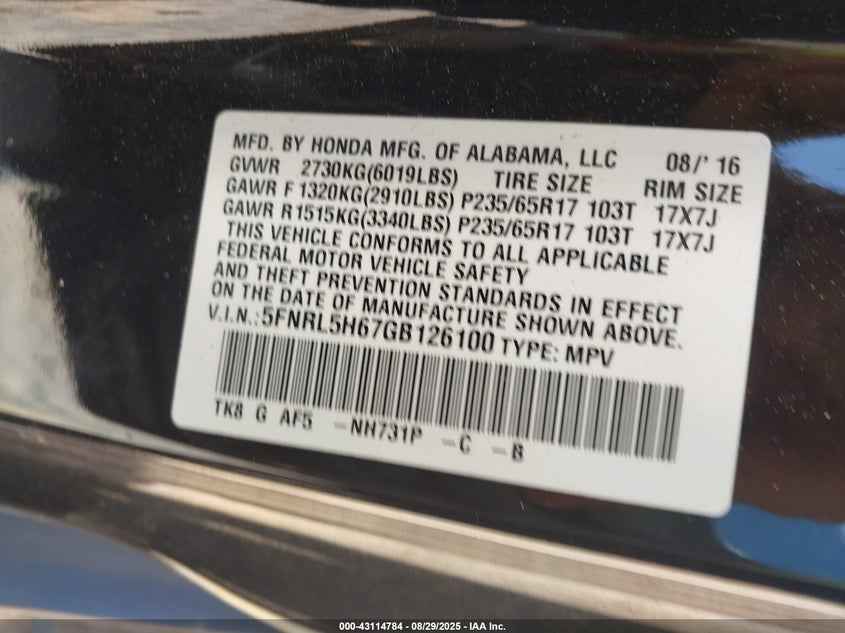 MFD. BY HONDA MFG. OF ALABAMA, LLC 08/' 16
GVWR 2730KG(6019LBS) TIRE SIZE RIM SIZE
GAWR F 1320KG(2910LBS) P235/65R17 103T 17X7J
GAWR R1515KG(3340LBS) P235/65R17 103T 17X7J
THIS VEHICLE CONFORMS TO ALL APPLICABLE
FEDERAL MOTOR VEHICLE SAFETY
AND THEFT PREVENTION STANDARDS IN EFFECT
ON THE DATE OF MANUFACTURE SHOWN ABOVE.
V.I.N.:5FNRL5H67GB126100 TYPE: MPV
TK8 G AF5 -NH731P -C -B
000-43114784 - 08/29/2025 - IAA Inc.